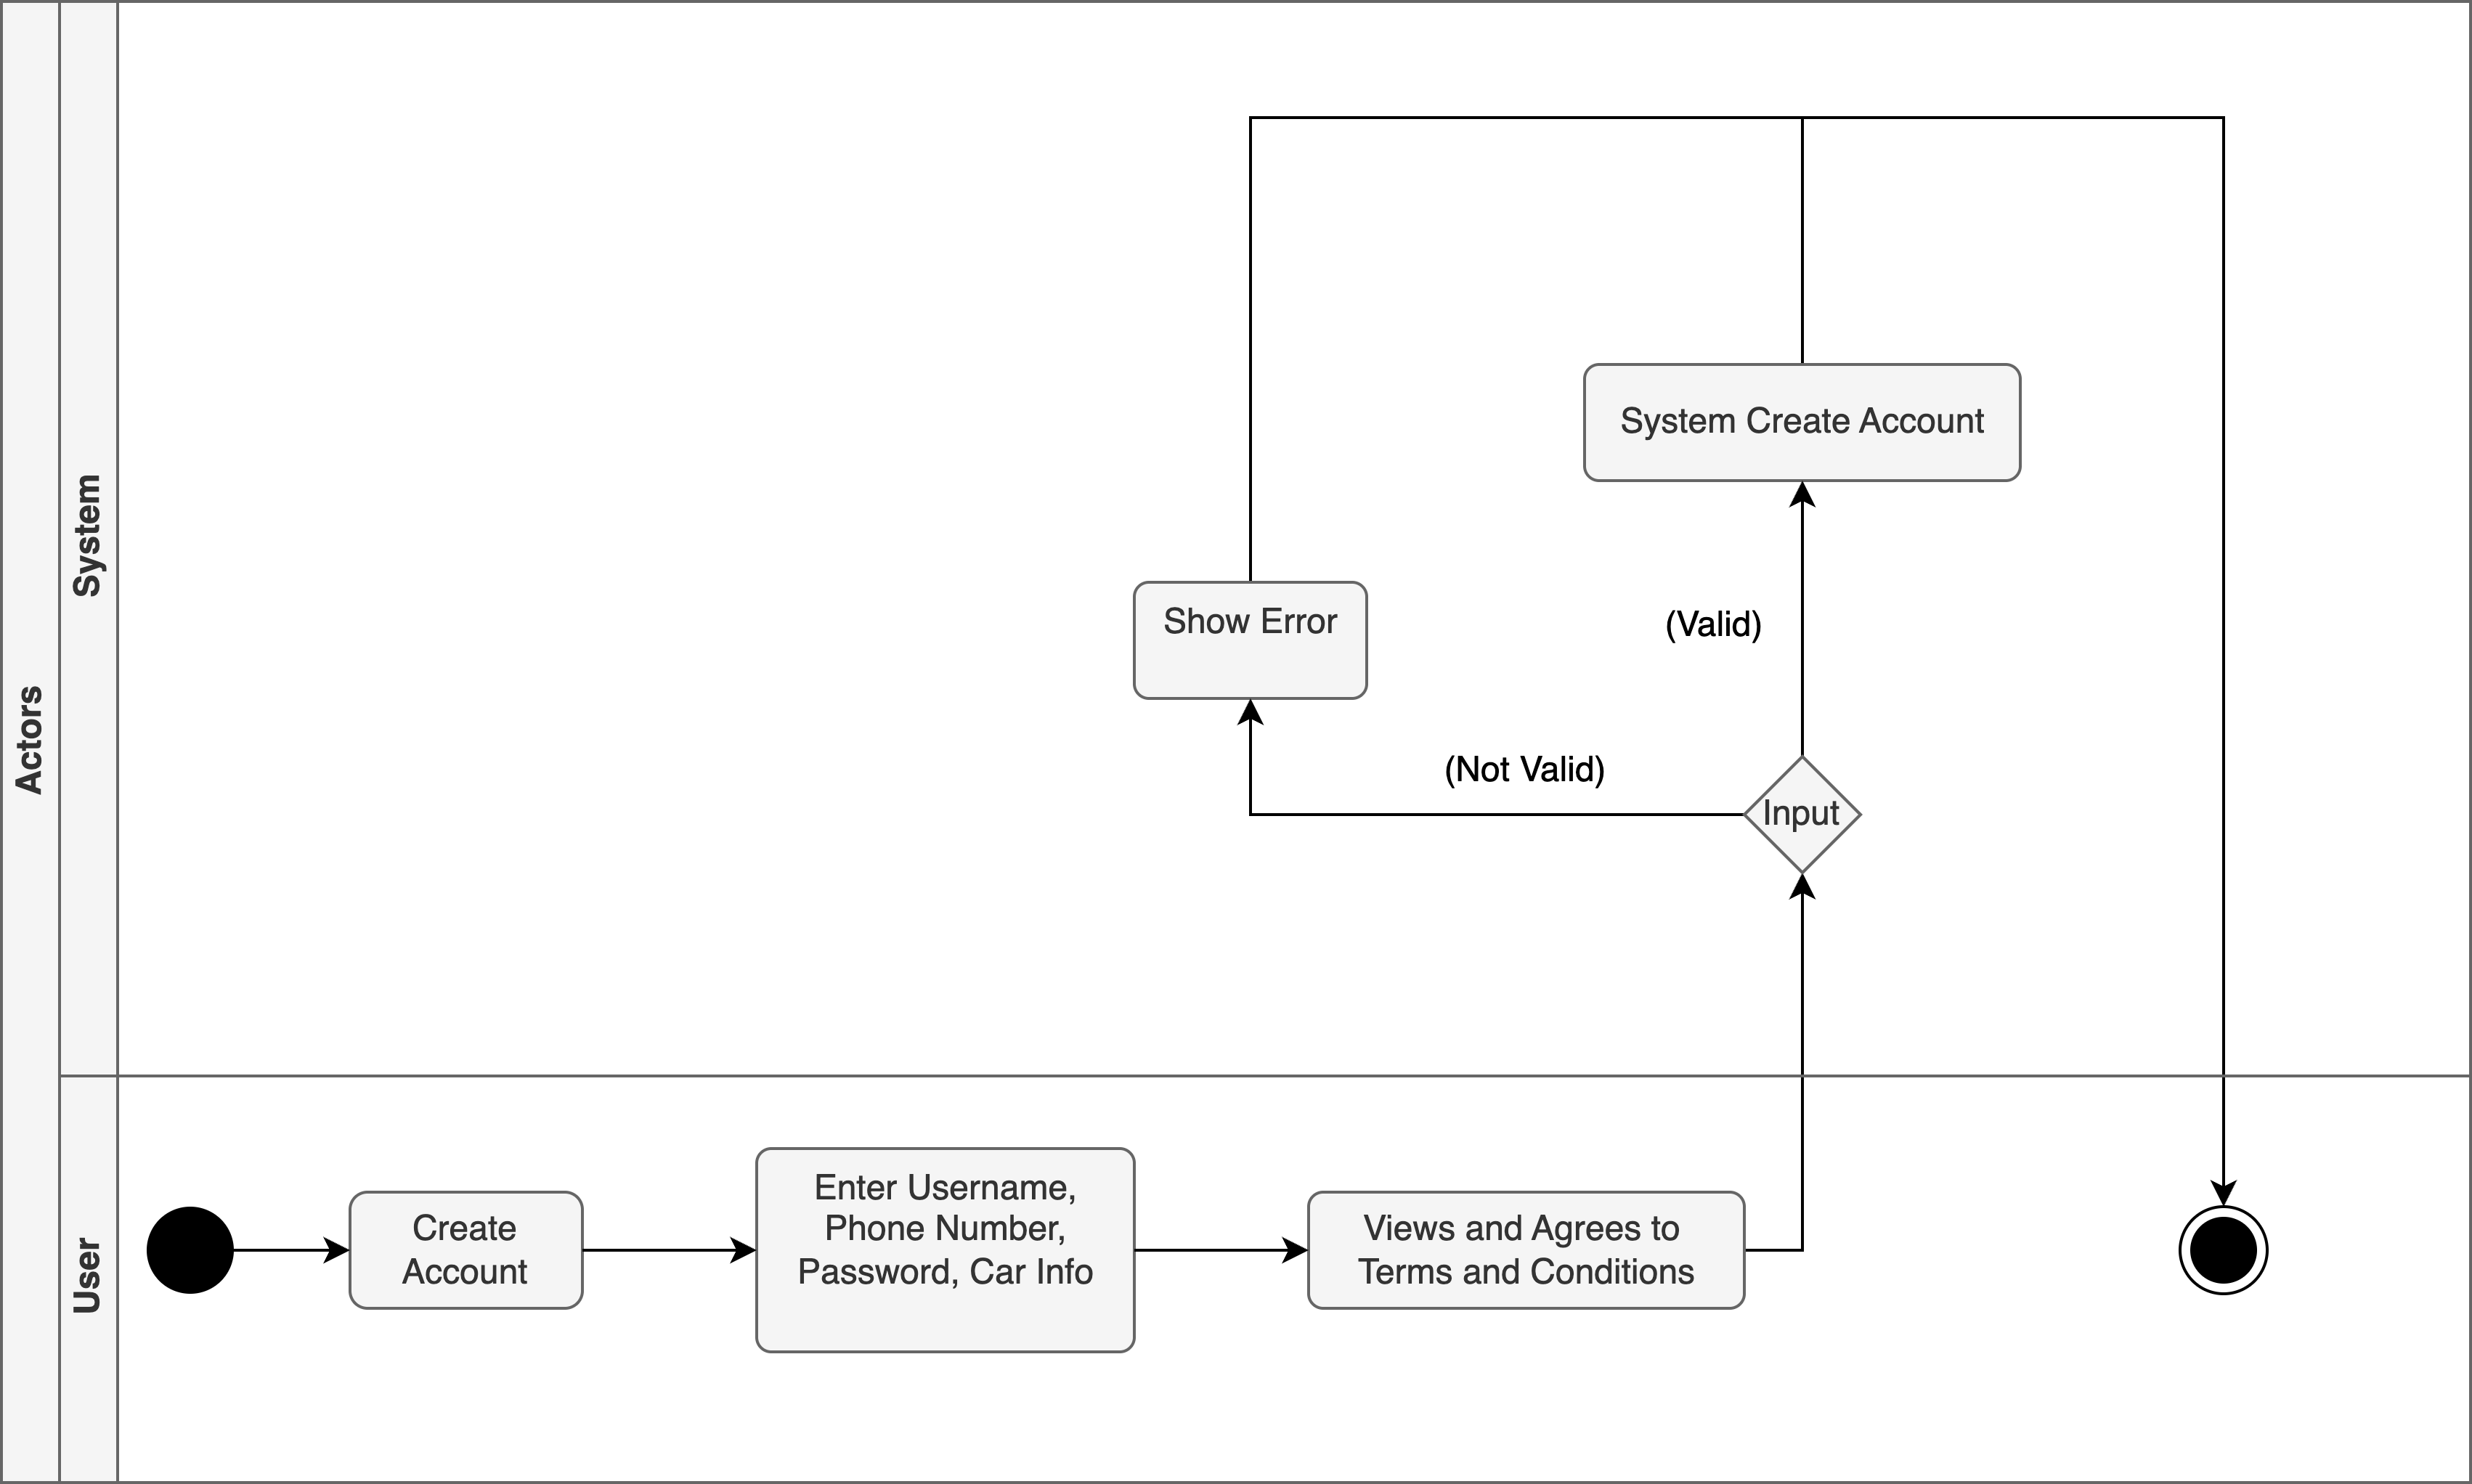 Actors
System
System Create Account
Show Error
(Valid)
(Not Valid)
Input
User
Create
Account
Enter Username,
Phone Number,
Password, Car Info
Views and Agrees to
Terms and Conditions